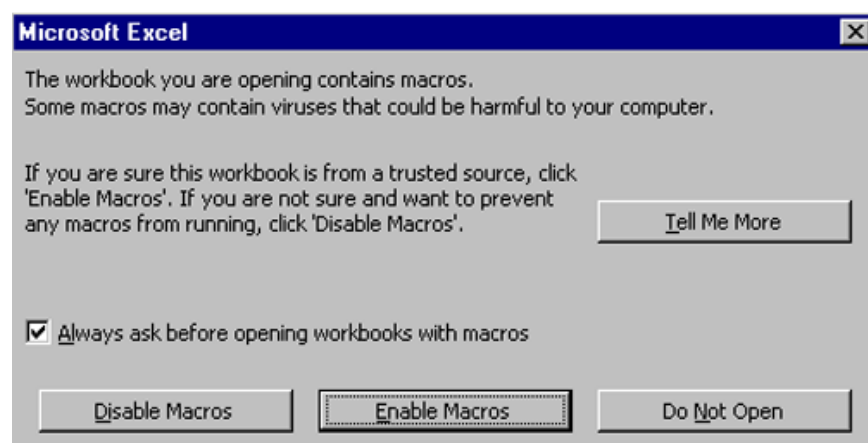 Microsoft Excel
The workbook you are opening contains macros.
Some macros may contain viruses that could be harmful to your computer.
If you are sure this workbook is from a trusted source, click
'Enable Macros'. If you are not sure and want to prevent
any macros from running, click 'Disable Macros'.
Tell Me More
Always ask before opening workbooks with macros
Disable Macros
Enable Macros
Do Not Open